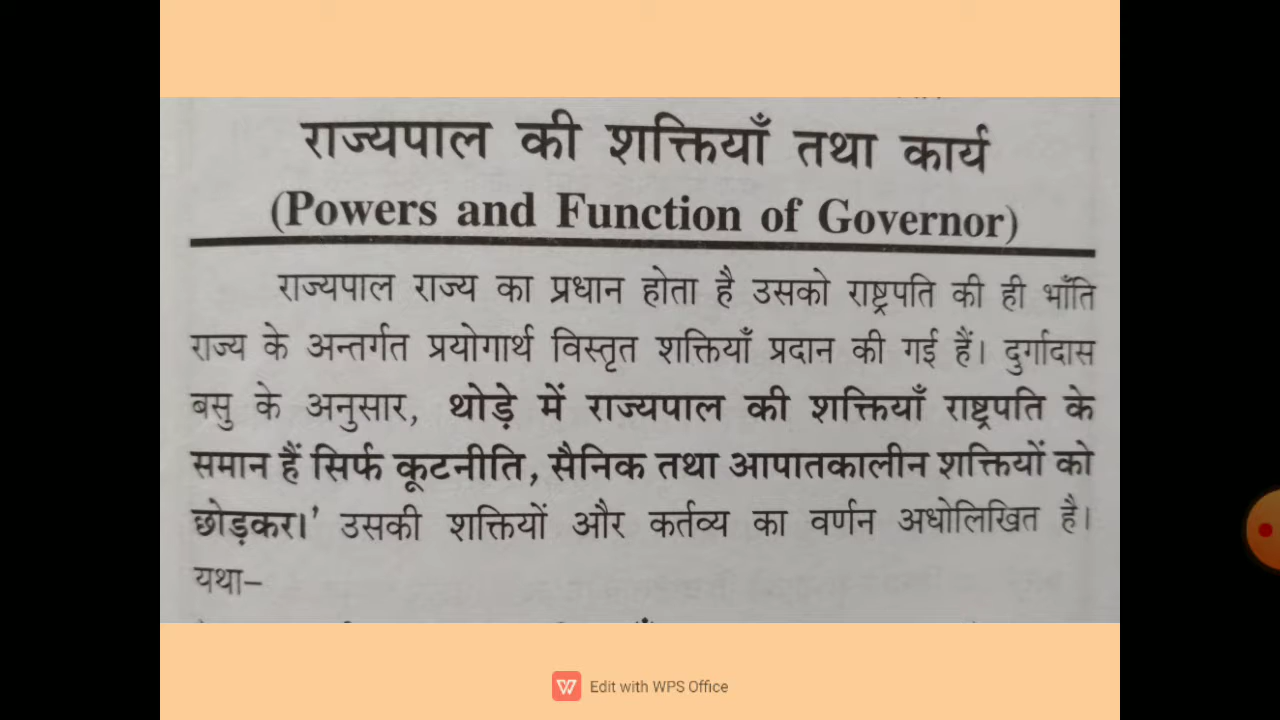 राज्यपाल की शक्तियाँ तथा कार्य
(Powers and Function of Governor)
राज्यपाल राज्य का प्रधान होता है उसको राष्ट्रपति की ही भाँति
राज्य के अन्तर्गत प्रयोगार्थ विस्तृत शक्तियाँ प्रदान की गई हैं। दुर्गादास
बसु के अनुसार, थोड़े में राज्यपाल की शक्तियाँ राष्ट्रपति के
समान हैं सिर्फ कूटनीति, सैनिक तथा आपातकालीन शक्तियों को
छोड़कर।' उसकी शक्तियों और कर्तव्य का वर्णन अधोलिखित है।
यथा–
Edit with WPS Office